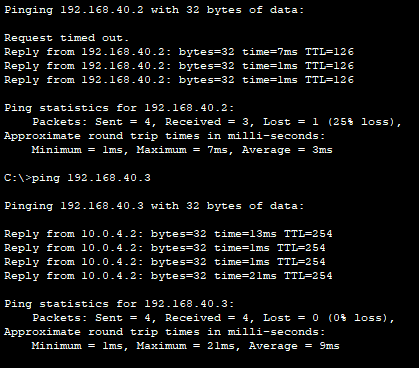 Pinging 192.168.40.2 with 32 bytes of data:
Request timed out.
Reply from 192.168.40.2: bytes=32 time=7ms TTL=126
Reply from 192.168.40.2: bytes=32 time=1ms TTL=126
Reply from 192.168.40.2: bytes=32 time=1ms TTL=126
Ping statistics for 192.168.40.2:
Packets: Sent = 4, Received = 3, Lost = 1 (25% loss),
Approximate round trip times in milli-seconds:
Minimum = 1ms, Maximum = 7ms, Average = 3ms
C:\>ping 192.168.40.3
Pinging 192.168.40.3 with 32 bytes of data:
Reply from 10.0.4.2: bytes=32 time=13ms TTL=254
Reply from 10.0.4.2: bytes=32 time=1ms TTL=254
Reply from 10.0.4.2: bytes=32 time=1ms TTL=254
Reply from 10.0.4.2: bytes=32 time=21ms TTL=254
Ping statistics for 192.168.40.3:
Packets: Sent = 4, Received = 4, Lost = 0 (0% loss),
Approximate round trip times in milli-seconds:
Minimum = 1ms, Maximum = 21ms, Average = 9ms